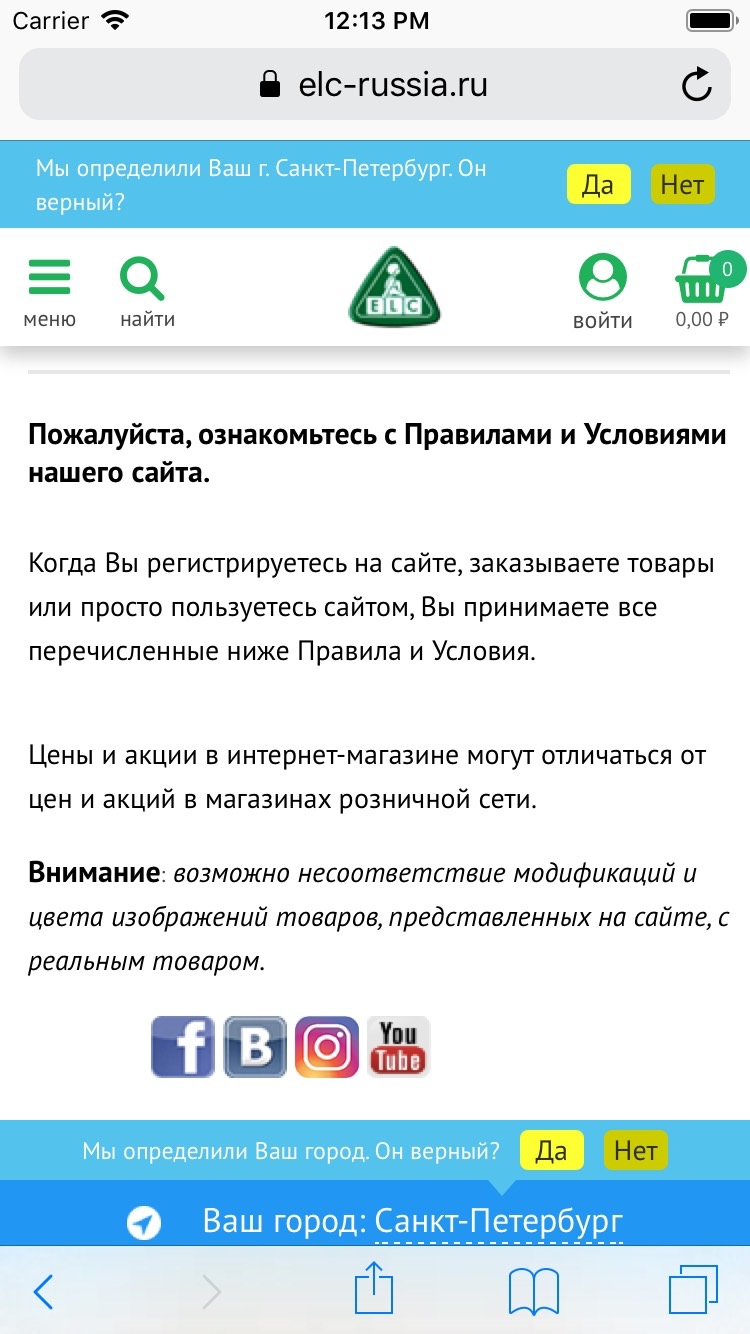 Carrier 12:13 PM
elc-russia.ru
Мы определили Ваш г. Санкт-Петербург. Он
верный?
Да Нет
меню найти ELC войти 0 0,00 ₽
Пожалуйста, ознакомьтесь с Правилами и Условиями
нашего сайта.
Когда Вы регистрируетесь на сайте, заказываете товары
или просто пользуетесь сайтом, Вы принимаете все
перечисленные ниже Правила и Условия.
Цены и акции в интернет-магазине могут отличаться от
цен и акций в магазинах розничной сети.
Внимание: возможно несоответствие модификаций и
цвета изображений товаров, представленных на сайте, с
реальным товаром.
f B You Tube
Мы определили Ваш город. Он верный? Да Нет
Ваш город: Санкт-Петербург